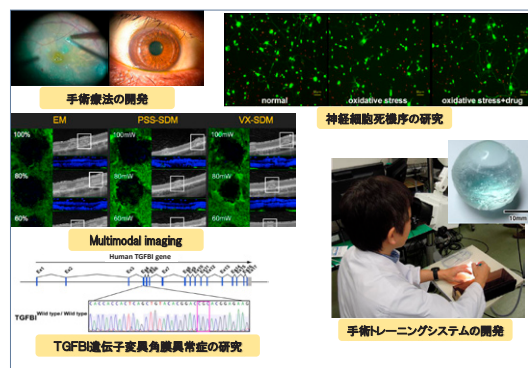 手術療法の開発
normal
oxidative stress
oxidative stress+drug
神経細胞死機序の研究
EM
PSS-SDM
VX-SDM
100%
100mW
100mW
80%
80mW
80mW
60%
60mW
60mW
Multimodal imaging
10mm
手術トレーニングシステムの開発
Human TGFBI gene
Ex1
Ex2
Ex3
TGFBI Wild type/ Wild type
TGFBI遺伝子変異角膜異常症の研究